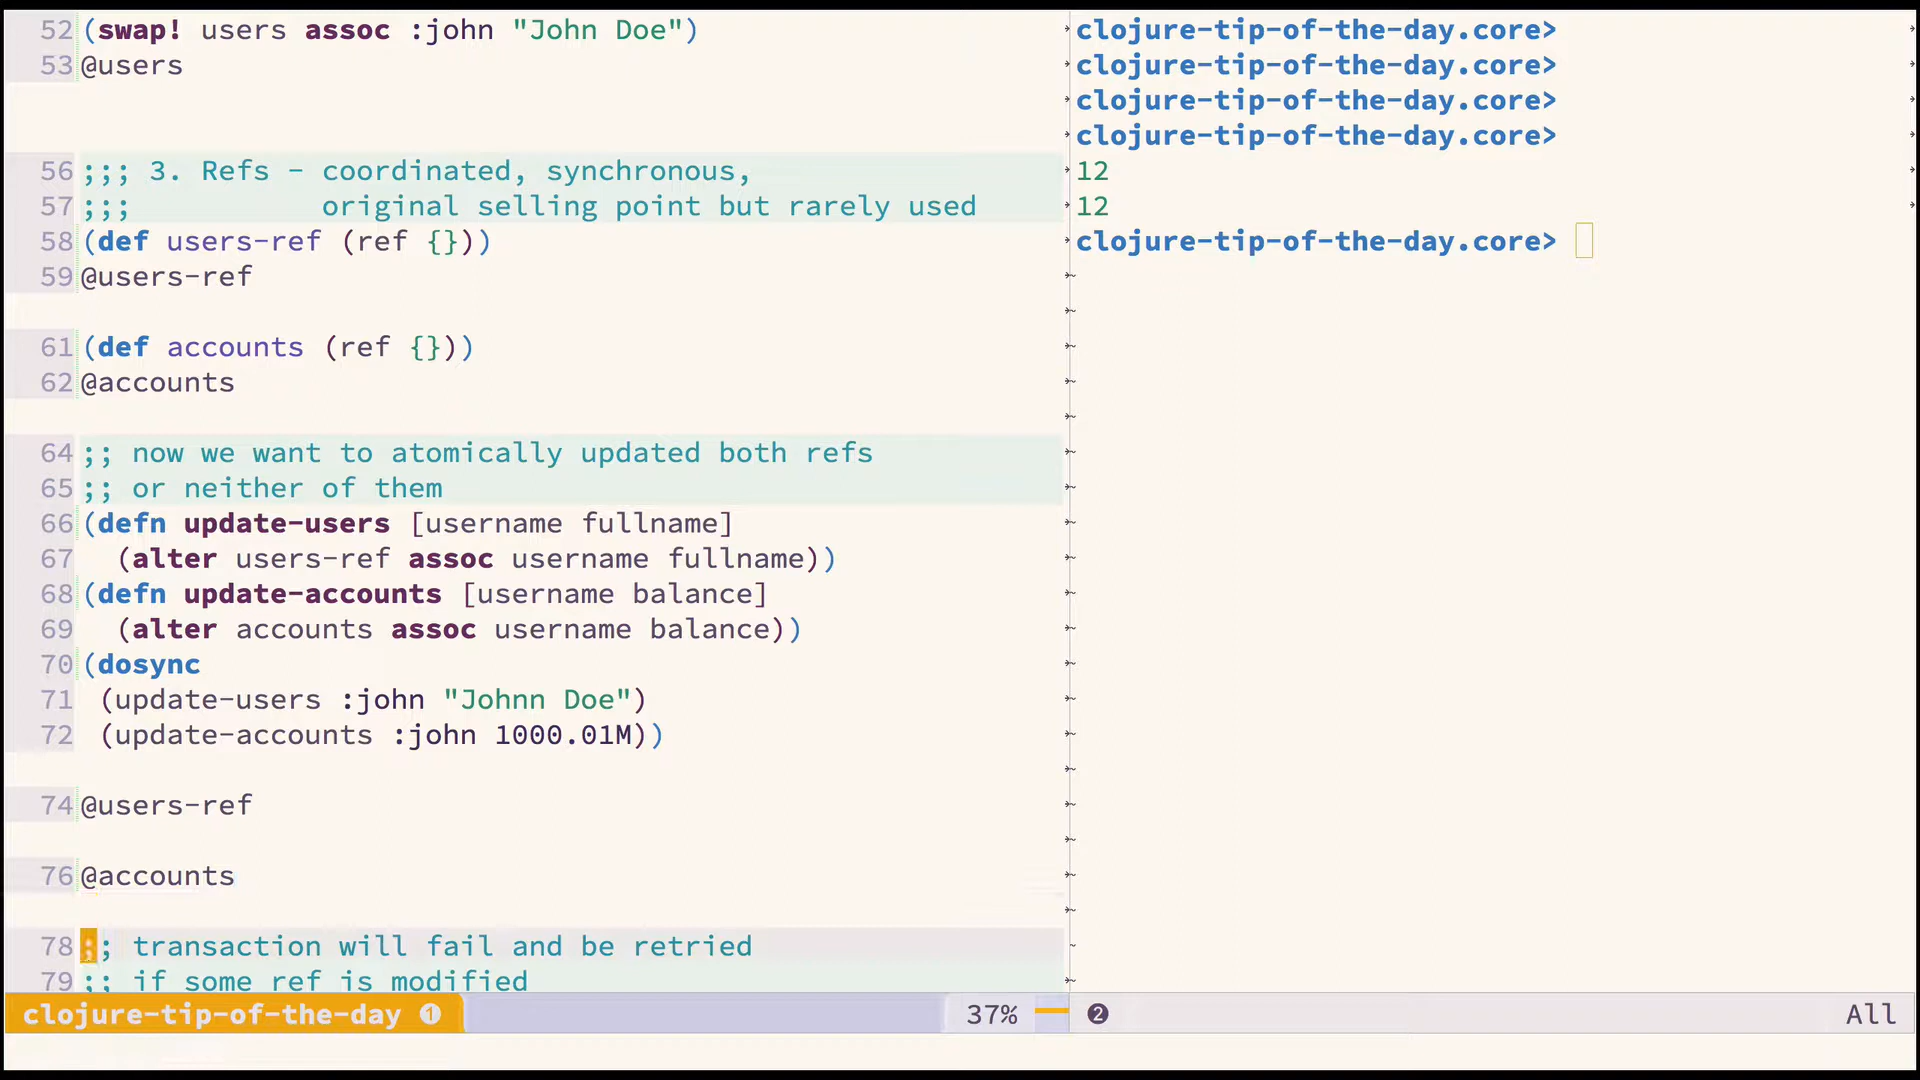 52 (swap! users assoc :john "John Doe")
53 @users
56 ;;; 3. Refs - coordinated, synchronous,
57 ;;;           original selling point but rarely used
58 (def users-ref (ref {}))
59 @users-ref
61 (def accounts (ref {}))
62 @accounts
64 ;; now we want to atomically updated both refs
65 ;; or neither of them
66 (defn update-users [username fullname]
67   (alter users-ref assoc username fullname))
68 (defn update-accounts [username balance]
69   (alter accounts assoc username balance))
70 (dosync
71  (update-users :john "Johnn Doe")
72  (update-accounts :john 1000.01M))
74 @users-ref
76 @accounts
78 ;; transaction will fail and be retried
79 ;; if some ref is modified
clojure-tip-of-the-day ❶ 37%
clojure-tip-of-the-day.core>
clojure-tip-of-the-day.core>
clojure-tip-of-the-day.core>
clojure-tip-of-the-day.core>
12
12
clojure-tip-of-the-day.core>
❷ All